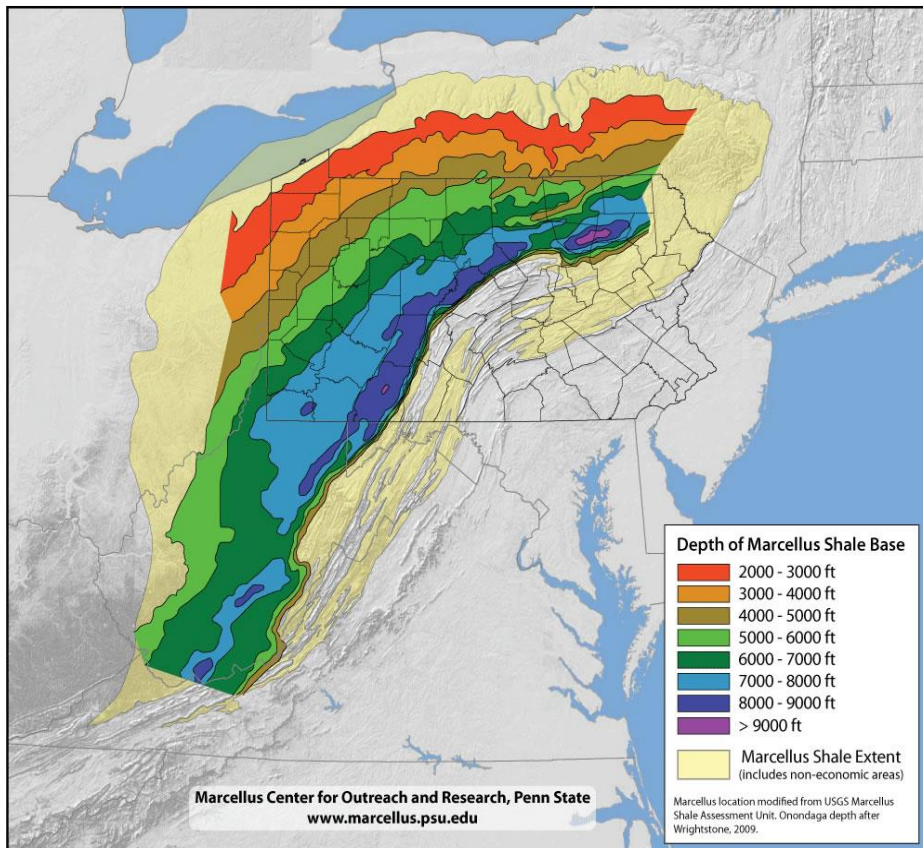 Depth of Marcellus Shale Base
2000 - 3000 ft
3000 - 4000 ft
4000 - 5000 ft
5000 - 6000 ft
6000 - 7000 ft
7000 - 8000 ft
8000 - 9000 ft
> 9000 ft
Marcellus Shale Extent
(includes non-economic areas)
Marcellus location modified from USGS Marcellus
Shale Assessment Unit. Onondaga depth after
Wrightstone, 2009.
Marcellus Center for Outreach and Research, Penn State
www.marcellus.psu.edu